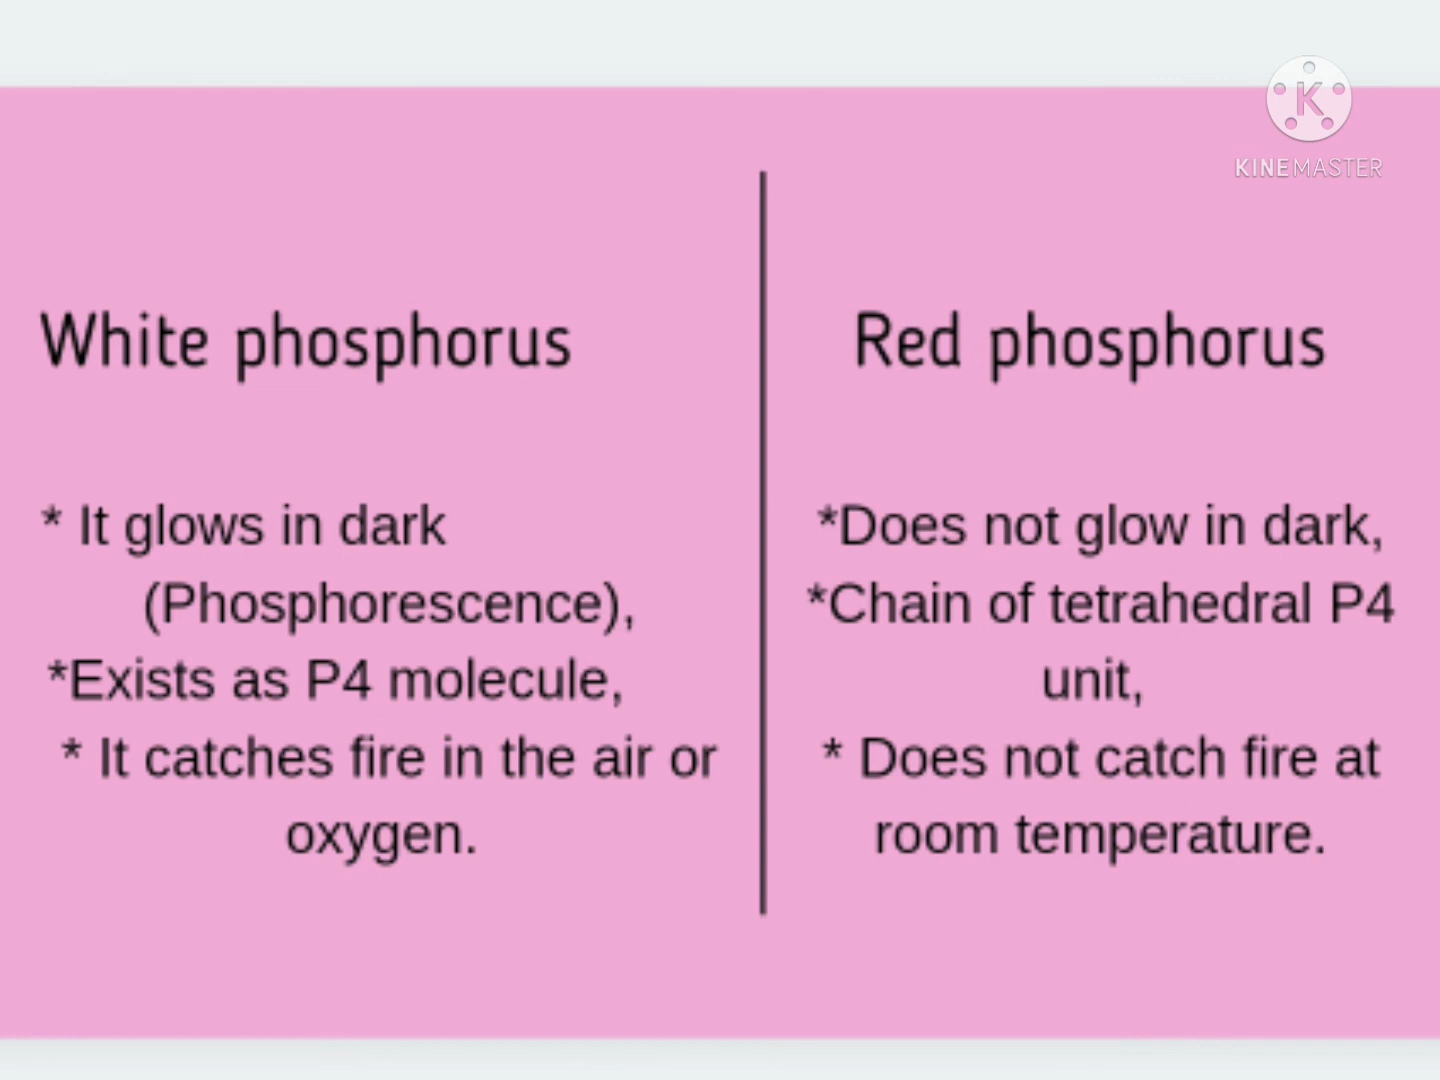 KINEMASTER
White phosphorus
* It glows in dark
(Phosphorescence),
*Exists as P4 molecule,
* It catches fire in the air or
oxygen.
Red phosphorus
*Does not glow in dark,
*Chain of tetrahedral P4
unit,
* Does not catch fire at
room temperature.